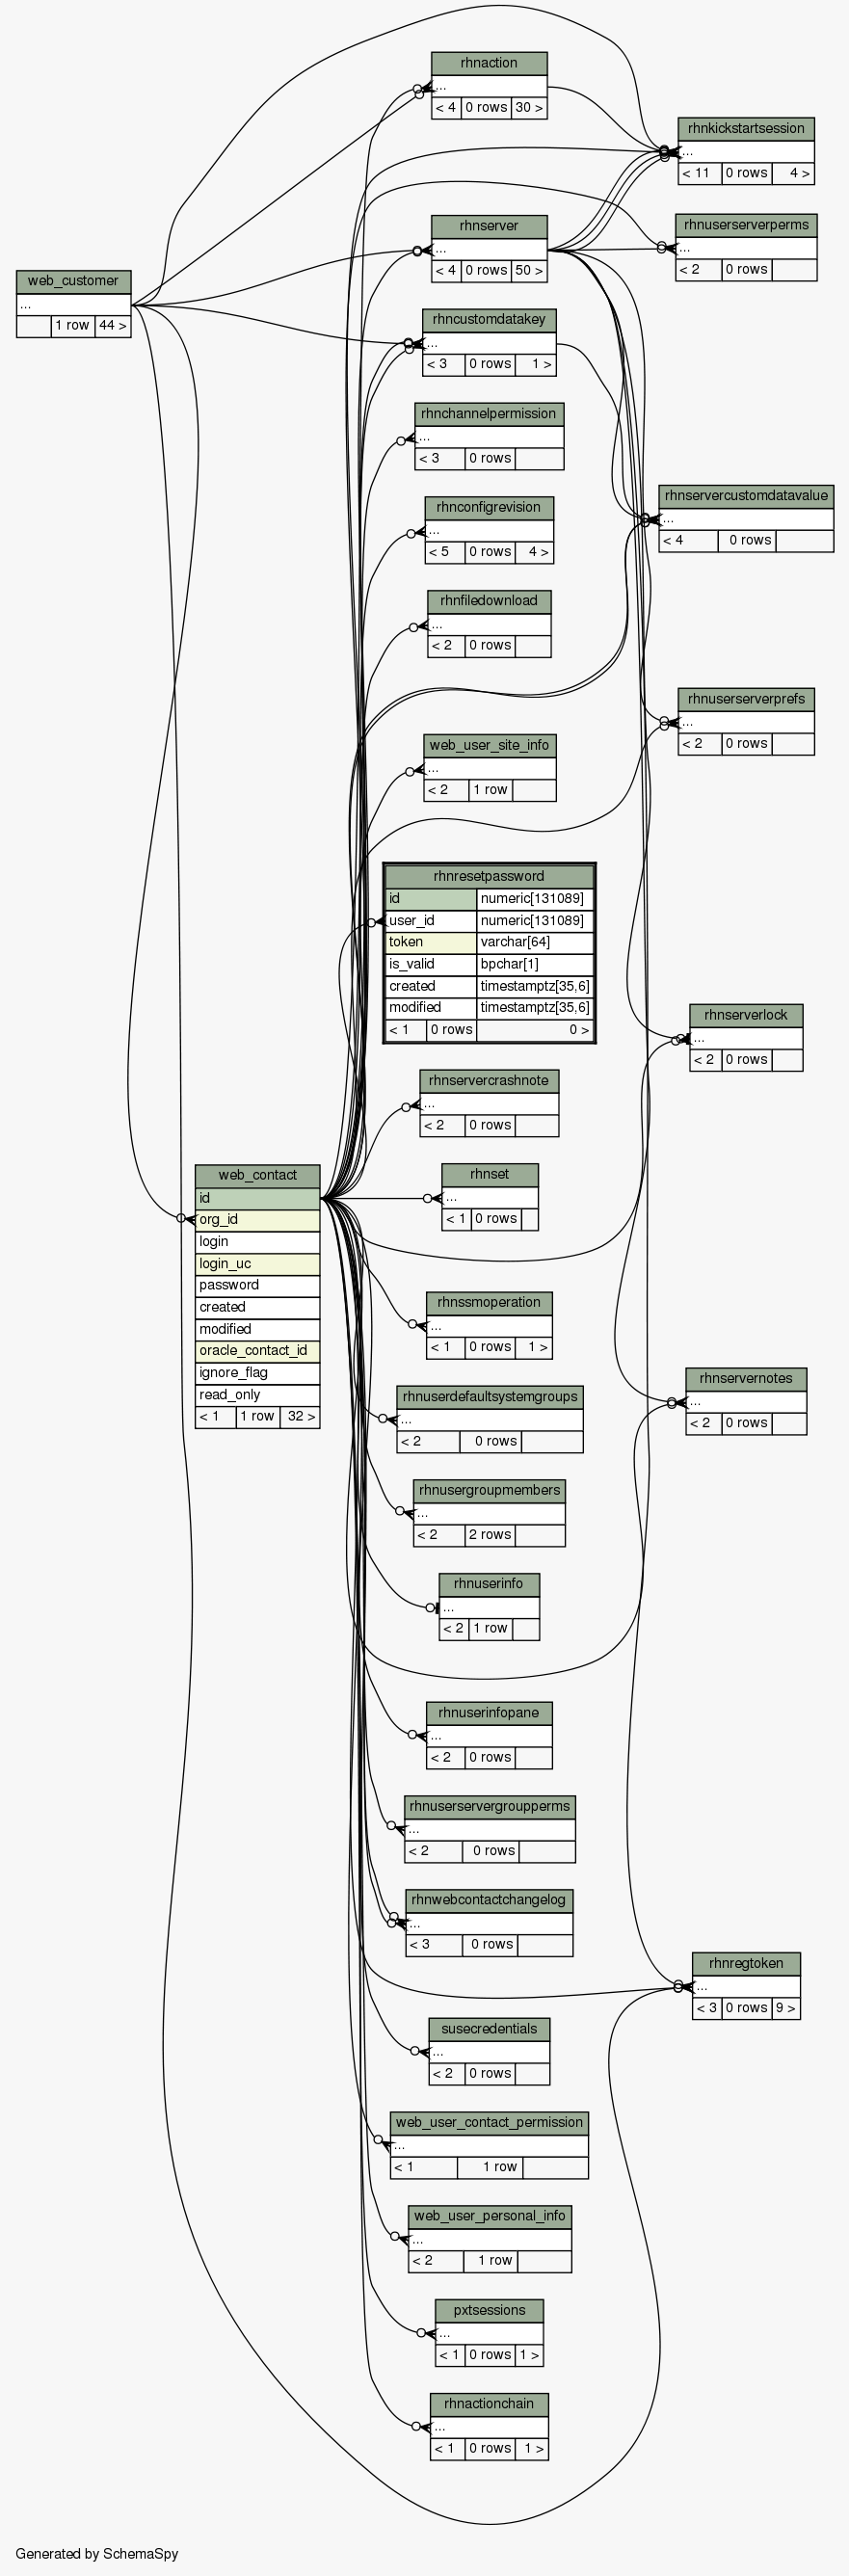 rhnaction
...
< 4 0 rows 30 >
rhnkickstartsession
...
< 11 0 rows 4 >
rhnserver
...
< 4 0 rows 50 >
rhnuserserverperms
...
< 2 0 rows
web_customer
...
1 row 44 >
rhncustomdatakey
...
< 3 0 rows 1 >
rhnchannelpermission
...
< 3 0 rows
rhnconfigrevision
...
< 5 0 rows 4 >
rhnservercustomdatavalue
...
< 4 0 rows
rhnfiledownload
...
< 2 0 rows
rhnuserserverprefs
...
< 2 0 rows
web_user_site_info
...
< 2 1 row
rhnresetpassword
id numeric[131089]
user_id numeric[131089]
token varchar[64]
is_valid bpchar[1]
created timestamptz[35,6]
modified timestamptz[35,6]
< 1 0 rows 0 >
rhnserverlock
...
< 2 0 rows
rhnservercrashnote
...
< 2 0 rows
web_contact
id
org_id
login
login_uc
password
created
modified
oracle_contact_id
ignore_flag
read_only
< 1 1 row 32 >
rhnset
...
< 1 0 rows
rhnssmoperation
...
< 1 0 rows 1 >
rhnuserdefaultsystemgroups
...
< 2 0 rows
rhnservernotes
...
< 2 0 rows
rhnusergroupmembers
...
< 2 2 rows
rhnuserinfo
...
< 2 1 row
rhnuserinfopane
...
< 2 0 rows
rhnuserservergroupperms
...
< 2 0 rows
rhnwebcontactchangelog
...
< 3 0 rows
rhnregtoken
...
< 3 0 rows 9 >
susecredentials
...
< 2 0 rows
web_user_contact_permission
...
< 1 1 row
web_user_personal_info
...
< 2 1 row
pxtsessions
...
< 1 0 rows 1 >
rhnactionchain
...
< 1 0 rows 1 >
Generated by SchemaSpy